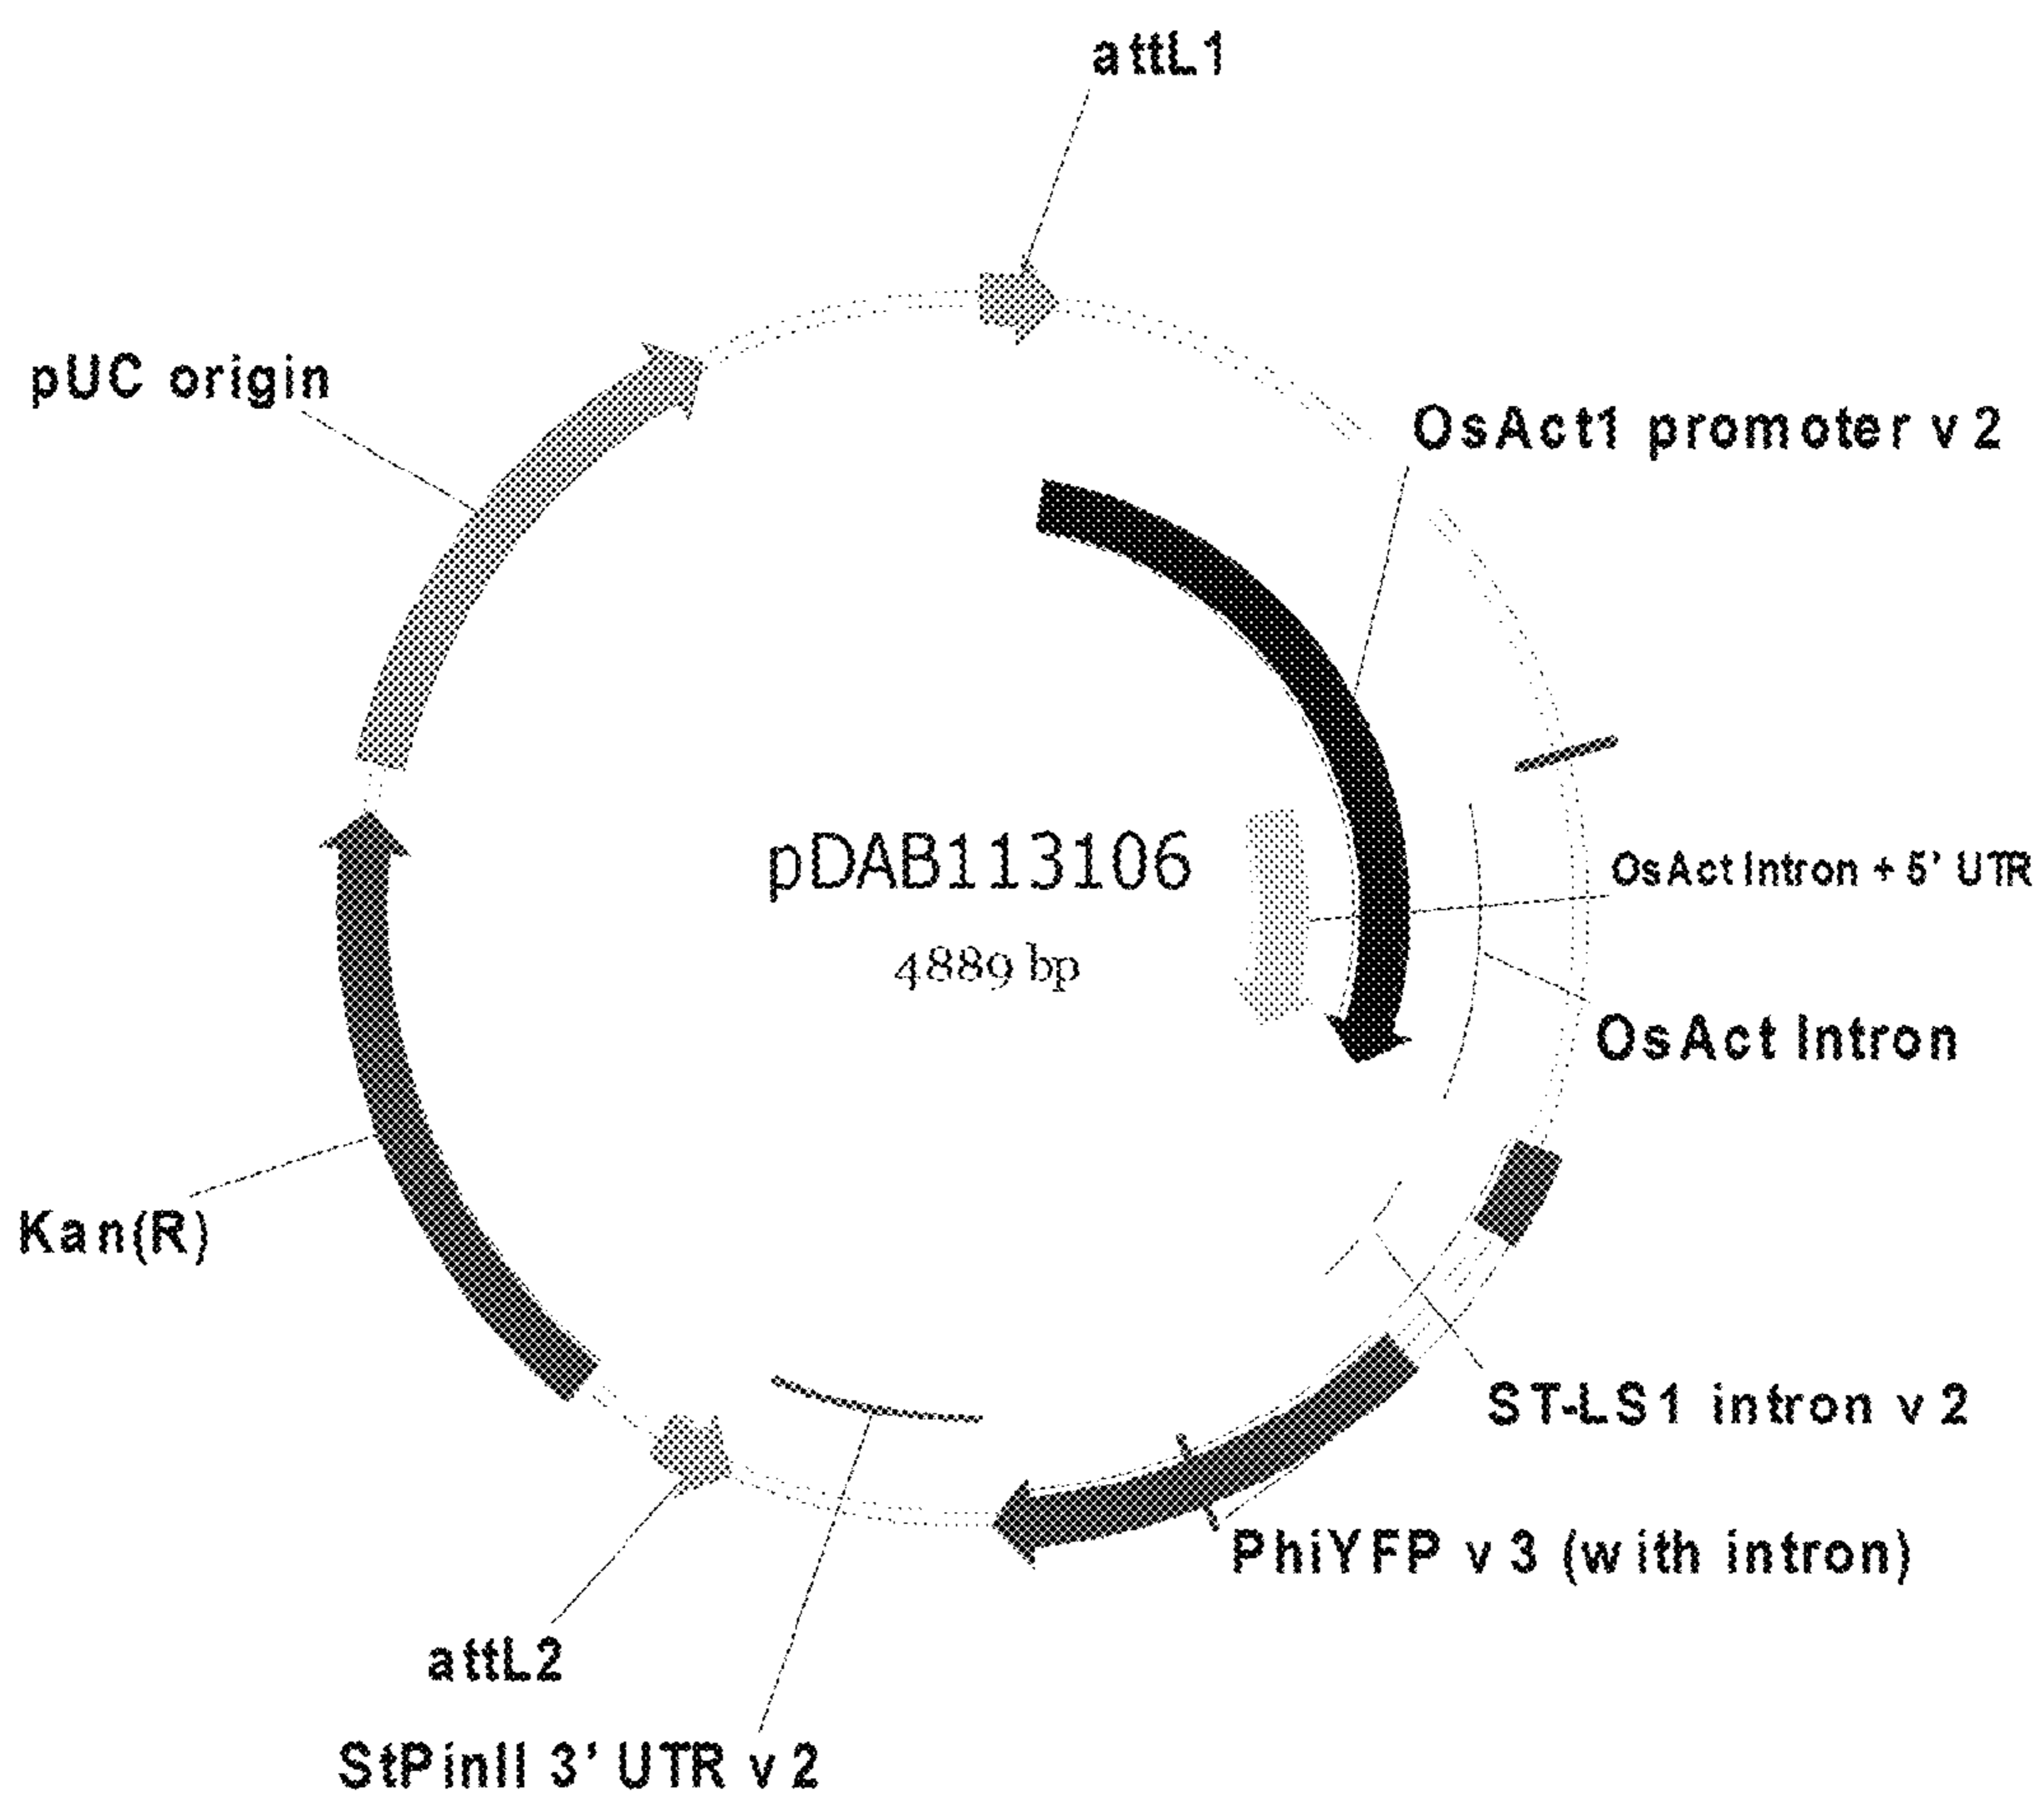 attL1
pUC origin
OsAct1 promoter v2
pDAB113106
4889 bp
OsAct Intron + 5' UTR
OsAct Intron
Kan(R)
ST-LS1 intron v2
PhiYFP v3 (with intron)
attL2
StPinII 3' UTR v2